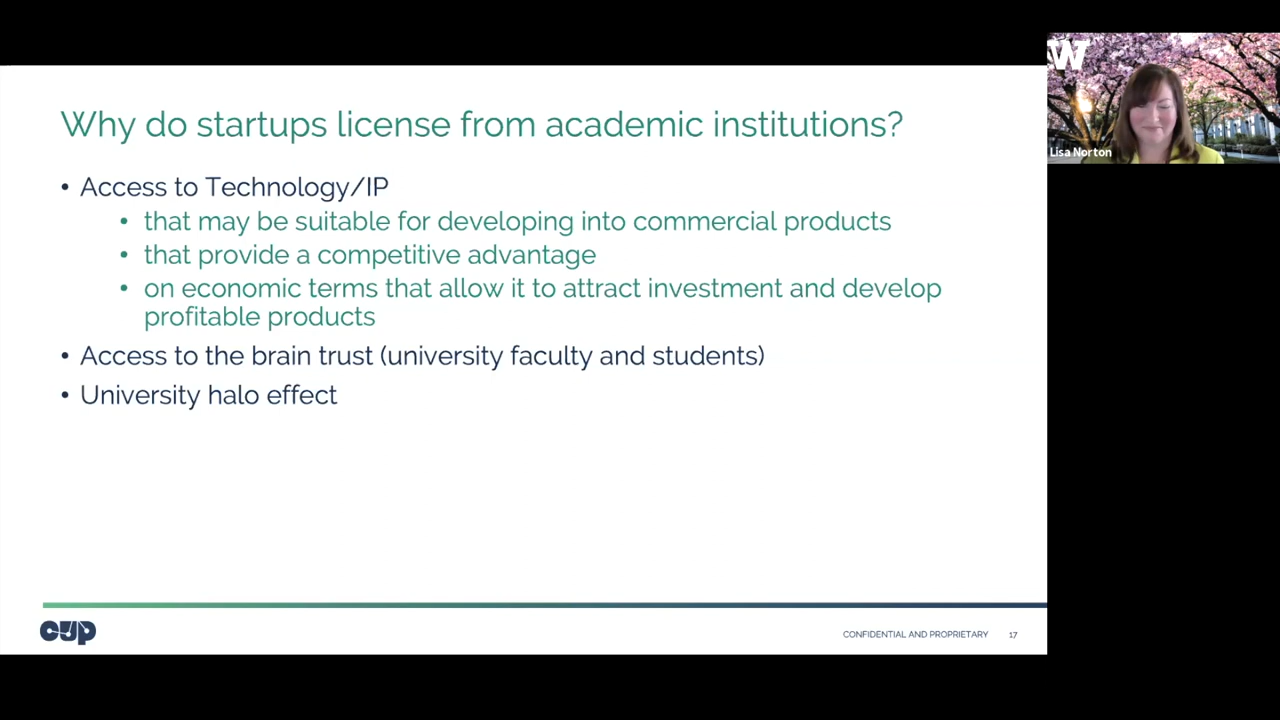 Why do startups license from academic institutions?
• Access to Technology/IP
• that may be suitable for developing into commercial products
• that provide a competitive advantage
• on economic terms that allow it to attract investment and develop
profitable products
• Access to the brain trust (university faculty and students)
• University halo effect
cup
CONFIDENTIAL AND PROPRIETARY 17
W
Lisa Norton